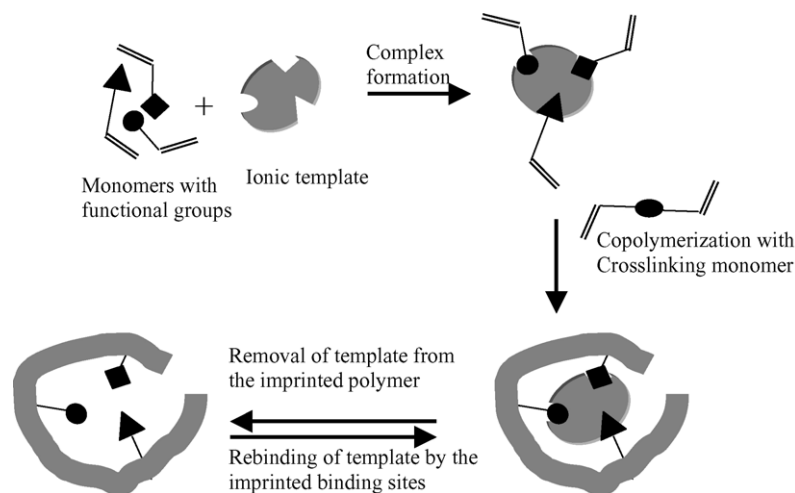 Complex
formation
+
Monomers with
functional groups
Ionic template
Copolymerization with
Crosslinking monomer
Removal of template from
the imprinted polymer
Rebinding of template by the
imprinted binding sites